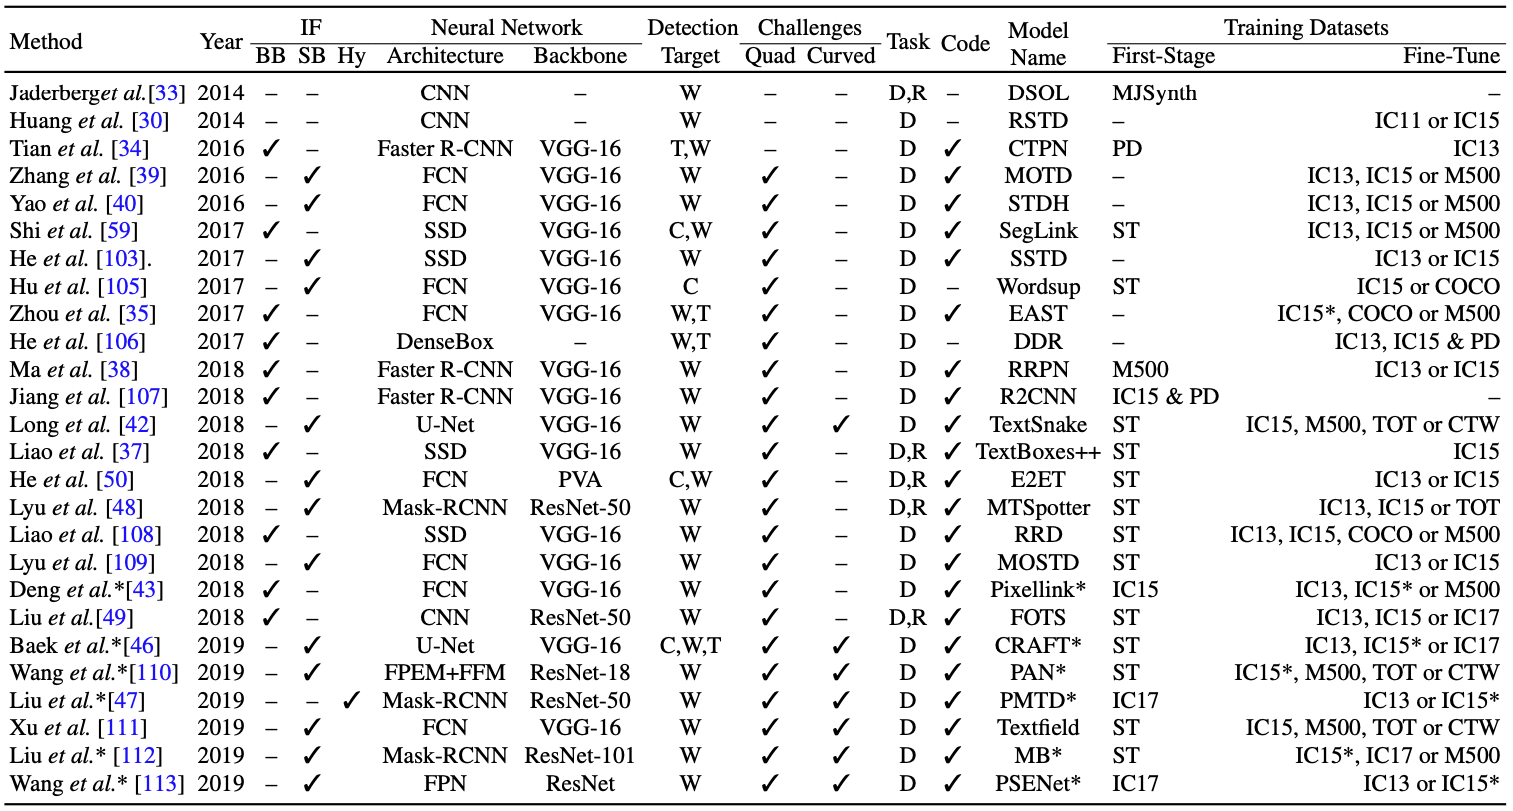 Method Year IF Neural Network Detection Challenges Task Code Model Training Datasets
BB SB Hy Architecture Backbone Target Quad Curved Name First-Stage Fine-Tune
Jaderberget al.[33] 2014 – – CNN – W – – D,R – DSOL MJSynth –
Huang et al. [30] 2014 – – CNN – W – – D – RSTD – IC11 or IC15
Tian et al. [34] 2016 ✓ – Faster R-CNN VGG-16 T,W – – D ✓ CTPN PD IC13
Zhang et al. [39] 2016 – ✓ FCN VGG-16 W ✓ – D ✓ MOTD – IC13, IC15 or M500
Yao et al. [40] 2016 – ✓ FCN VGG-16 W ✓ – D ✓ STDH – IC13, IC15 or M500
Shi et al. [59] 2017 ✓ – SSD VGG-16 C,W ✓ – D ✓ SegLink ST IC13, IC15 or M500
He et al. [103]. 2017 – ✓ SSD VGG-16 W ✓ – D ✓ SSTD – IC13 or IC15
Hu et al. [105] 2017 – ✓ FCN VGG-16 C ✓ – D – Wordsup ST IC15 or COCO
Zhou et al. [35] 2017 ✓ – FCN VGG-16 W,T ✓ – D ✓ EAST – IC15*, COCO or M500
He et al. [106] 2017 ✓ – DenseBox – W,T ✓ – D – DDR – IC13, IC15 & PD
Ma et al. [38] 2018 ✓ – Faster R-CNN VGG-16 W ✓ – D ✓ RRPN M500 IC13 or IC15
Jiang et al. [107] 2018 ✓ – Faster R-CNN VGG-16 W ✓ – D ✓ R2CNN IC15 & PD –
Long et al. [42] 2018 – ✓ U-Net VGG-16 W ✓ ✓ D ✓ TextSnake ST IC15, M500, TOT or CTW
Liao et al. [37] 2018 ✓ – SSD VGG-16 W ✓ – D,R ✓ TextBoxes++ ST IC15
He et al. [50] 2018 – ✓ FCN PVA C,W ✓ – D,R ✓ E2ET ST IC13 or IC15
Lyu et al. [48] 2018 – ✓ Mask-RCNN ResNet-50 W ✓ – D,R ✓ MTSpotter ST IC13, IC15 or TOT
Liao et al. [108] 2018 ✓ – SSD VGG-16 W ✓ – D ✓ RRD ST IC13, IC15, COCO or M500
Lyu et al. [109] 2018 – ✓ FCN VGG-16 W ✓ – D ✓ MOSTD ST IC13 or IC15
Deng et al.*[43] 2018 ✓ – FCN VGG-16 W ✓ – D ✓ Pixellink* IC15 IC13, IC15* or M500
Liu et al.[49] 2018 ✓ – CNN ResNet-50 W ✓ – D,R ✓ FOTS ST IC13, IC15 or IC17
Baek et al.*[46] 2019 – ✓ U-Net VGG-16 C,W,T ✓ ✓ D ✓ CRAFT* ST IC13, IC15* or IC17
Wang et al.*[110] 2019 – ✓ FPEM+FFM ResNet-18 W ✓ ✓ D ✓ PAN* ST IC15*, M500, TOT or CTW
Liu et al.*[47] 2019 – – ✓ Mask-RCNN ResNet-50 W ✓ ✓ D ✓ PMTD* IC17 IC13 or IC15*
Xu et al. [111] 2019 – ✓ FCN VGG-16 W ✓ ✓ D ✓ Textfield ST IC15, M500, TOT or CTW
Liu et al.* [112] 2019 – ✓ Mask-RCNN ResNet-101 W ✓ ✓ D ✓ MB* ST IC15*, IC17 or M500
Wang et al.* [113] 2019 – ✓ FPN ResNet W ✓ ✓ D ✓ PSENet* IC17 IC13 or IC15*